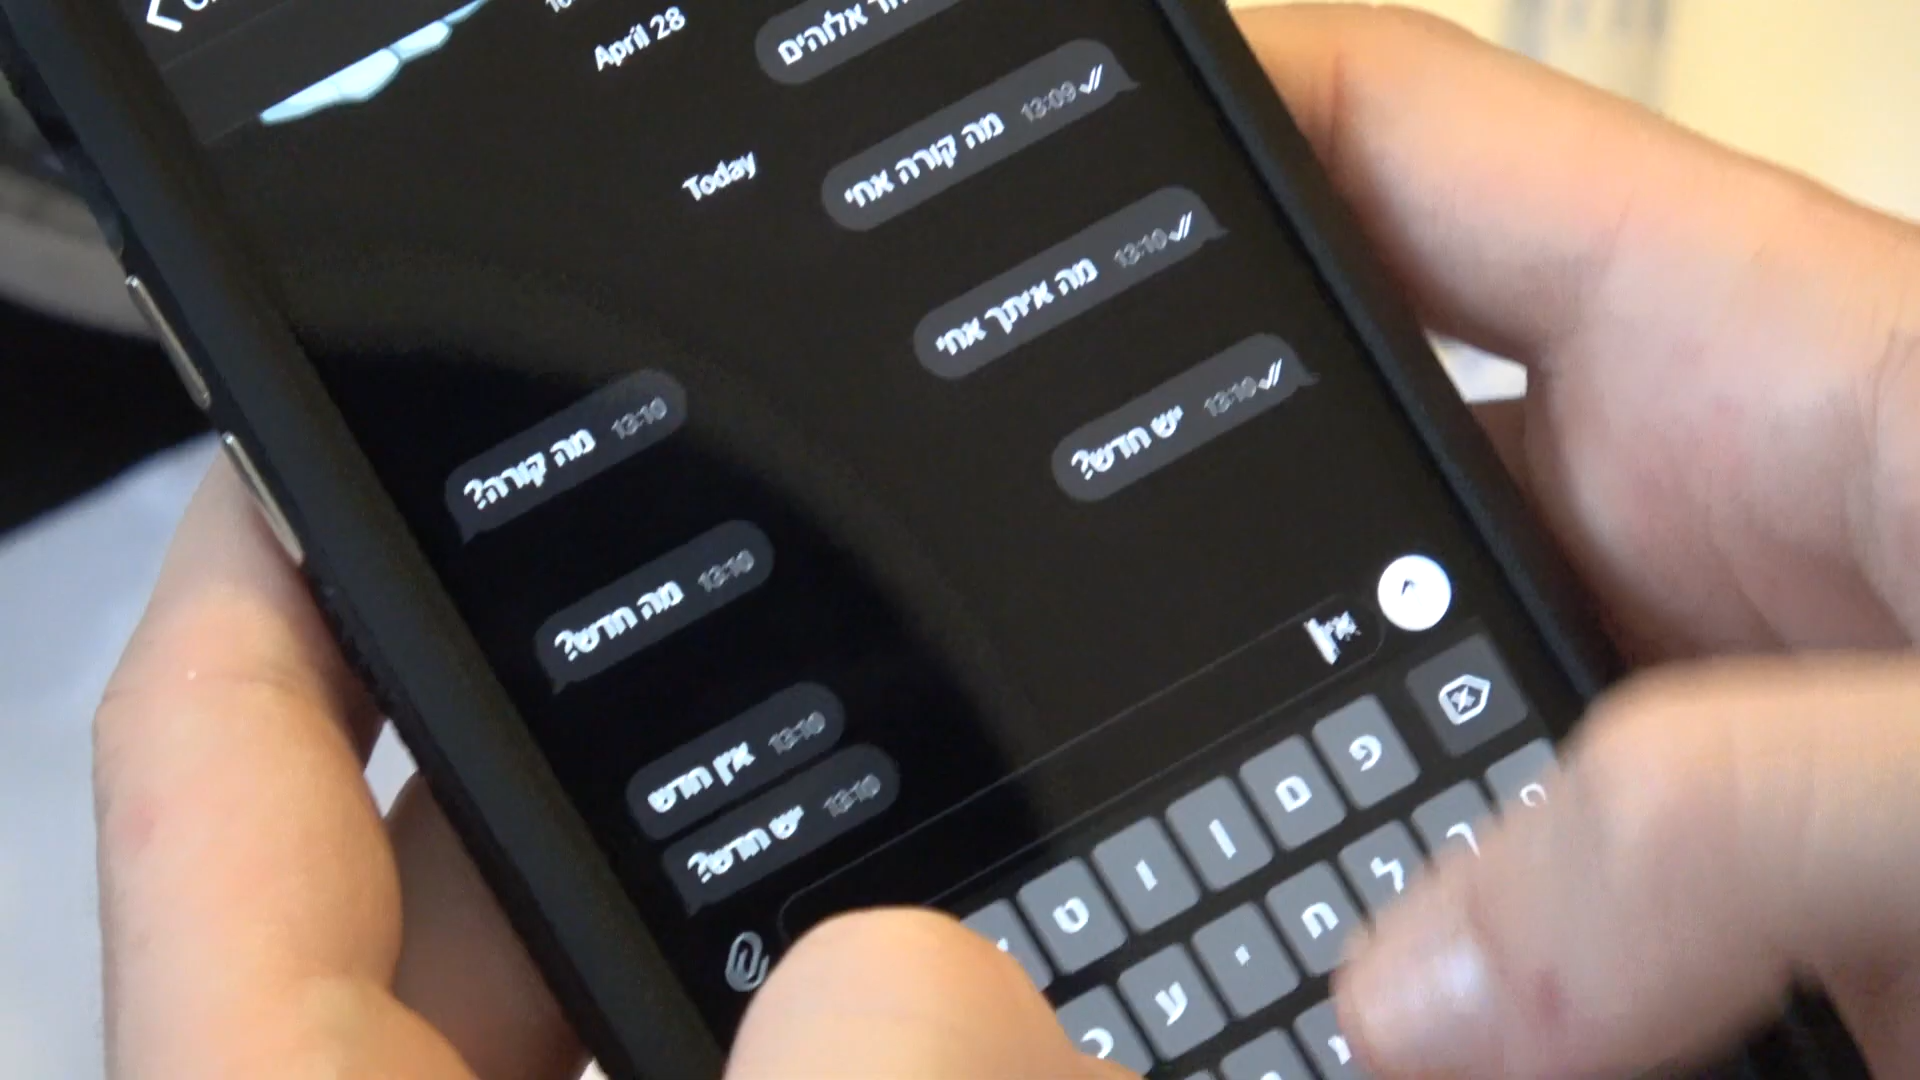 April 28
אלוהים
Today
מה קורה אחי 13:09
מה איתך אחי 13:10
יש חדש? 13:10
מה קורה? 13:10
מה חדש? 13:10
אין חדש 13:10
יש חדש? 13:10
אין
ט ו ן ם פ
כ ע י ח ל ך